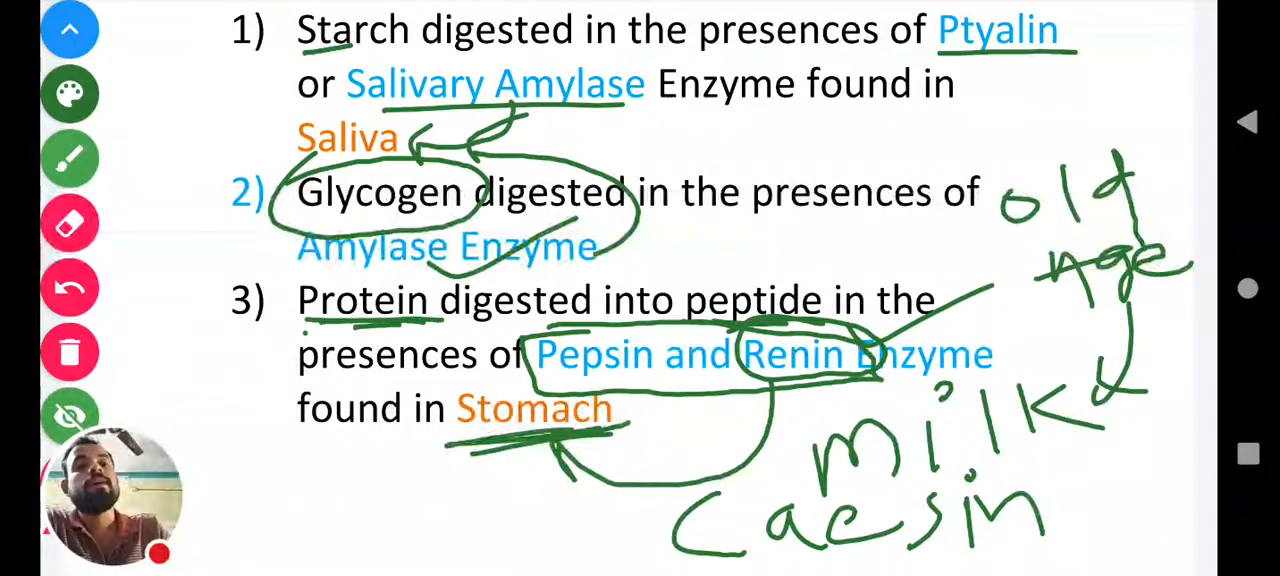 1) Starch digested in the presences of Ptyalin
or Salivary Amylase Enzyme found in
Saliva
2) Glycogen digested in the presences of
Amylase Enzyme
3) Protein digested into peptide in the
presences of Pepsin and Renin Enzyme
found in Stomach
old
age
milk
caesin